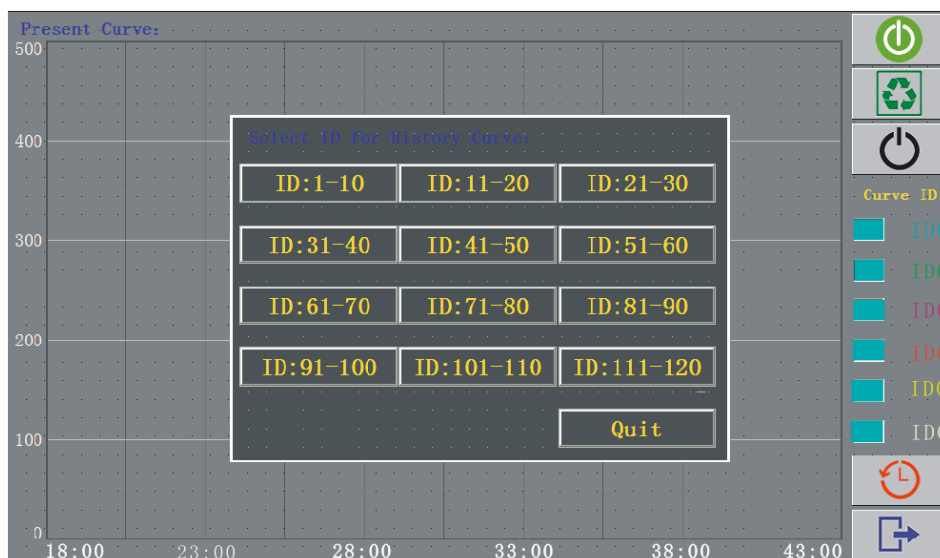 Present Curve:
500
400
300
200
100
0
18:00 23:00 28:00 33:00 38:00 43:00
Select ID for History Curve:
ID:1-10 ID:11-20 ID:21-30
ID:31-40 ID:41-50 ID:51-60
ID:61-70 ID:71-80 ID:81-90
ID:91-100 ID:101-110 ID:111-120
Quit
Curve ID